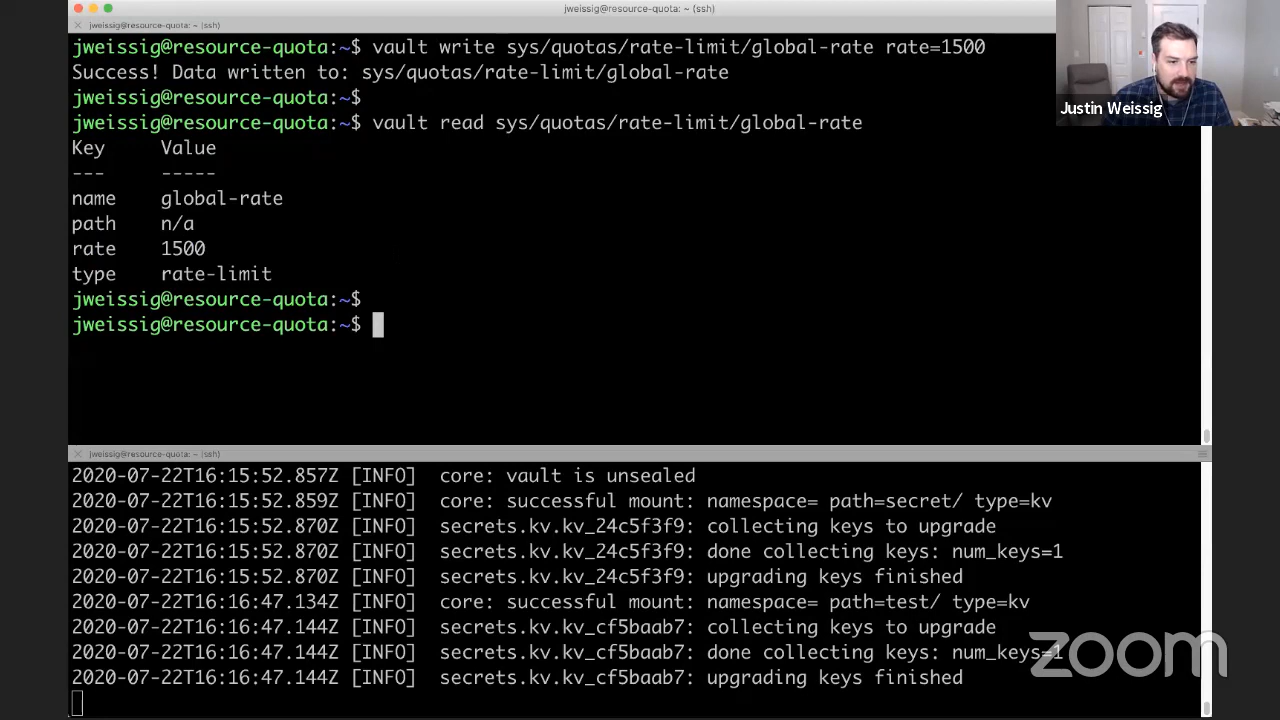 jweissig@resource-quota: ~ (ssh)
jweissig@resource-quota: ~ (ssh)
jweissig@resource-quota:~$ vault write sys/quotas/rate-limit/global-rate rate=1500
Success! Data written to: sys/quotas/rate-limit/global-rate
jweissig@resource-quota:~$
jweissig@resource-quota:~$ vault read sys/quotas/rate-limit/global-rate
Key Value
--- -----
name global-rate
path n/a
rate 1500
type rate-limit
jweissig@resource-quota:~$
jweissig@resource-quota:~$
Justin Weissig
jweissig@resource-quota: ~ (ssh)
2020-07-22T16:15:52.857Z [INFO] core: vault is unsealed
2020-07-22T16:15:52.859Z [INFO] core: successful mount: namespace= path=secret/ type=kv
2020-07-22T16:15:52.870Z [INFO] secrets.kv.kv_24c5f3f9: collecting keys to upgrade
2020-07-22T16:15:52.870Z [INFO] secrets.kv.kv_24c5f3f9: done collecting keys: num_keys=1
2020-07-22T16:15:52.870Z [INFO] secrets.kv.kv_24c5f3f9: upgrading keys finished
2020-07-22T16:16:47.134Z [INFO] core: successful mount: namespace= path=test/ type=kv
2020-07-22T16:16:47.144Z [INFO] secrets.kv.kv_cf5baab7: collecting keys to upgrade
2020-07-22T16:16:47.144Z [INFO] secrets.kv.kv_cf5baab7: done collecting keys: num_keys=1
2020-07-22T16:16:47.144Z [INFO] secrets.kv.kv_cf5baab7: upgrading keys finished
zoom